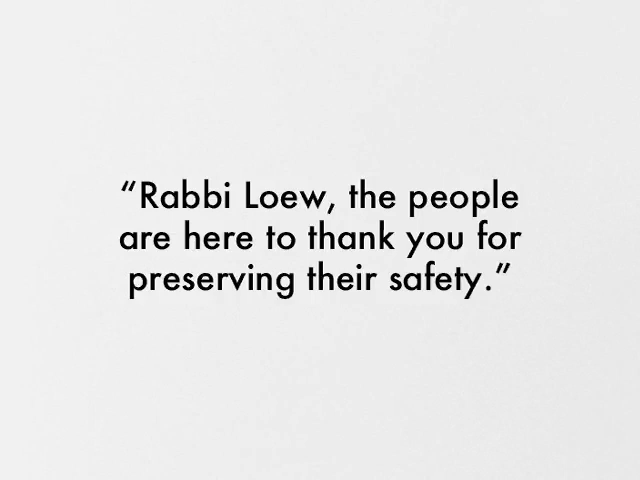 “Rabbi Loew, the people
are here to thank you for
preserving their safety.”